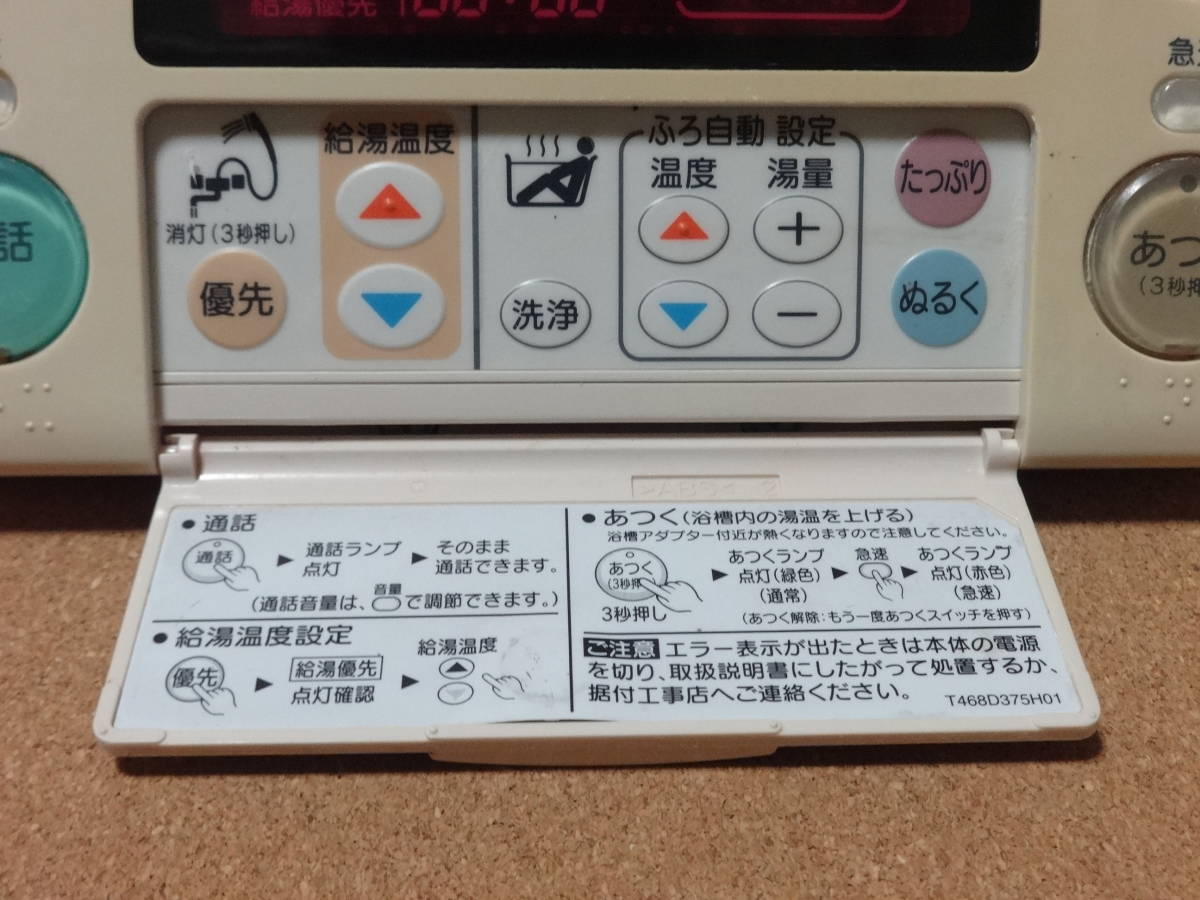 給湯優先
急
給湯温度
消灯(3秒押し)
優先
洗浄
ふろ自動 設定
温度 湯量
+
−
たっぷり
ぬるく
話
あつ
(3秒押
>ABS<
● 通話
通話
▶ 通話ランプ点灯
▶ そのまま通話できます。
(通話音量は、音量 で調節できます。)
● 給湯温度設定
優先
▶ 給湯優先
点灯確認
▶ 給湯温度
● あつく(浴槽内の湯温を上げる)
浴槽アダプター付近が熱くなりますので注意してください。
あつく
(3秒押
3秒押し
▶ あつくランプ
点灯(緑色)
(通常)
▶ 急速
▶ あつくランプ
点灯(赤色)
(急速)
(あつく解除:もう一度あつくスイッチを押す)
ご注意 エラー表示が出たときは本体の電源
を切り、取扱説明書にしたがって処置するか、
据付工事店へご連絡ください。
T468D375H01